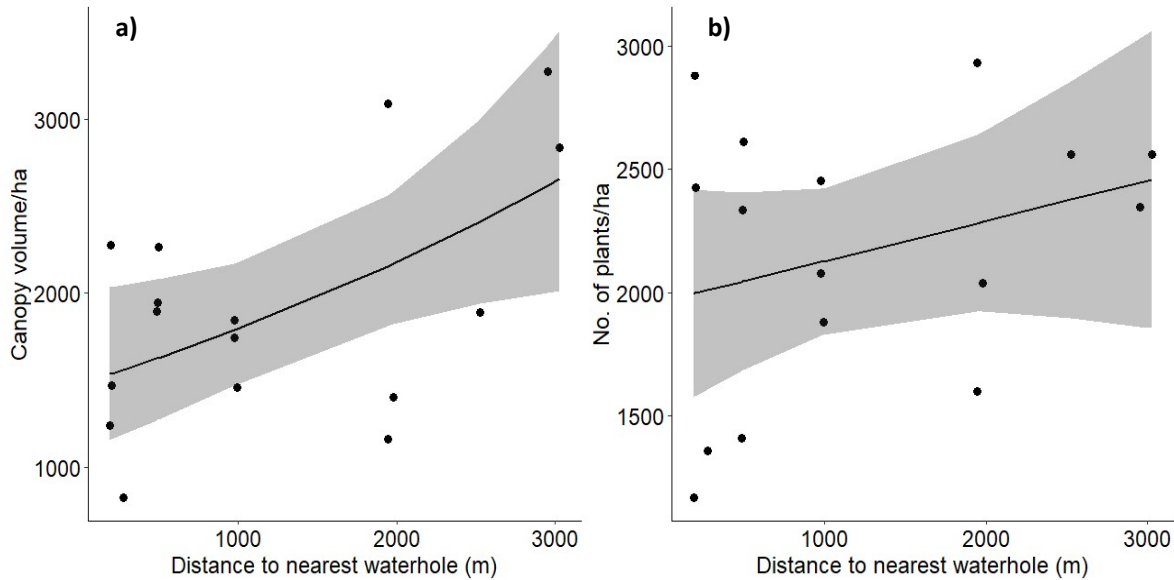 a)
Canopy volume/ha
3000
2000
1000
1000 2000 3000
Distance to nearest waterhole (m)
b)
No. of plants/ha
3000
2500
2000
1500
1000 2000 3000
Distance to nearest waterhole (m)